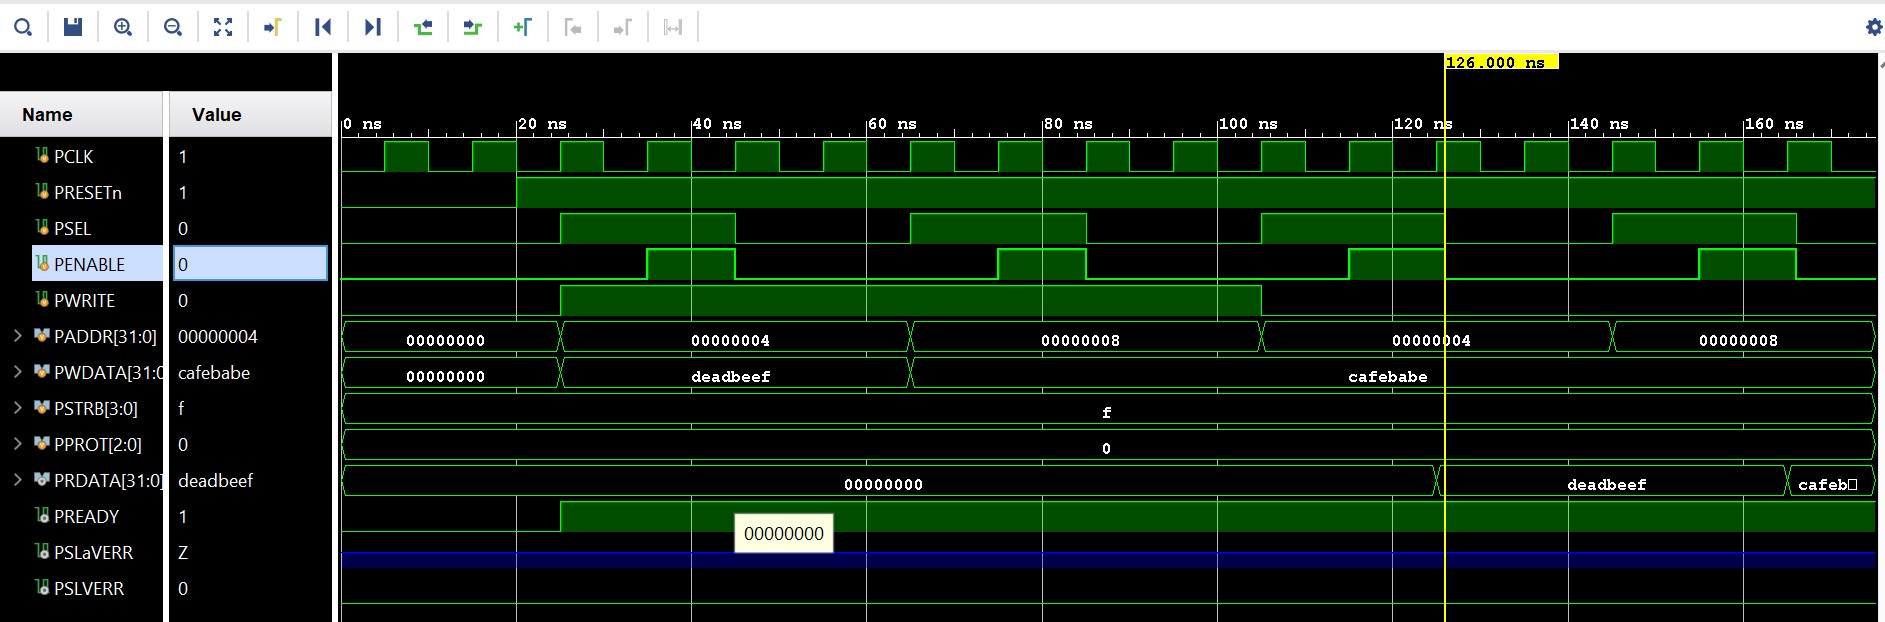 126.000 ns
Name Value
0 ns 20 ns 40 ns 60 ns 80 ns 100 ns 120 ns 140 ns 160 ns
PCLK 1
PRESETn 1
PSEL 0
PENABLE 0
PWRITE 0
PADDR[31:0] 00000004 00000000 00000004 00000008 00000004 00000008
PWDATA[31:0 cafebabe 00000000 deadbeef cafebabe
PSTRB[3:0] f f
PPROT[2:0] 0 0
PRDATA[31:0] deadbeef 00000000 deadbeef cafeb□
PREADY 1
00000000
PSLaVERR Z
PSLVERR 0